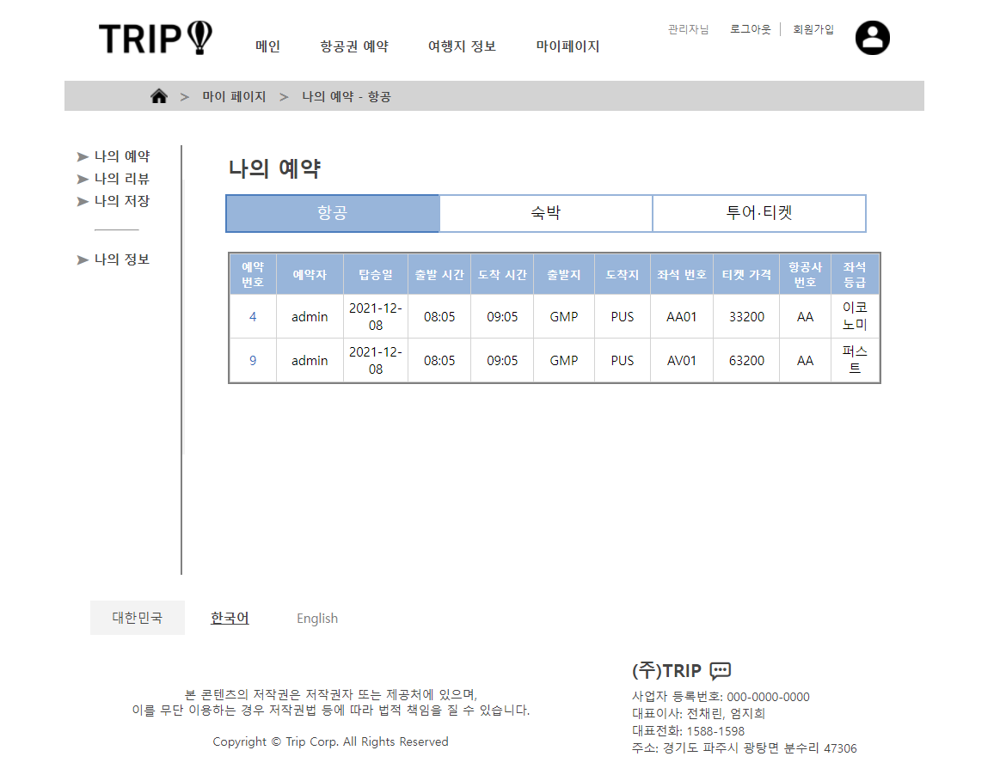 TRIP
메인 항공권 예약 여행지 정보 마이페이지
관리자님 로그아웃 회원가입
> 마이 페이지 > 나의 예약 - 항공
➤ 나의 예약
➤ 나의 리뷰
➤ 나의 저장
➤ 나의 정보
나의 예약
항공 숙박 투어·티켓
예약 번호 예약자 탑승일 출발 시간 도착 시간 출발지 도착지 좌석 번호 티켓 가격 항공사 번호 좌석 등급
4 admin 2021-12-08 08:05 09:05 GMP PUS AA01 33200 AA 이코노미
9 admin 2021-12-08 08:05 09:05 GMP PUS AV01 63200 AA 퍼스트
대한민국 한국어 English
본 콘텐츠의 저작권은 저작권자 또는 제공처에 있으며,
이를 무단 이용하는 경우 저작권법 등에 따라 법적 책임을 질 수 있습니다.
Copyright © Trip Corp. All Rights Reserved
(주)TRIP
사업자 등록번호: 000-0000-0000
대표이사: 전채린, 엄지희
대표전화: 1588-1598
주소: 경기도 파주시 광탕면 분수리 47306